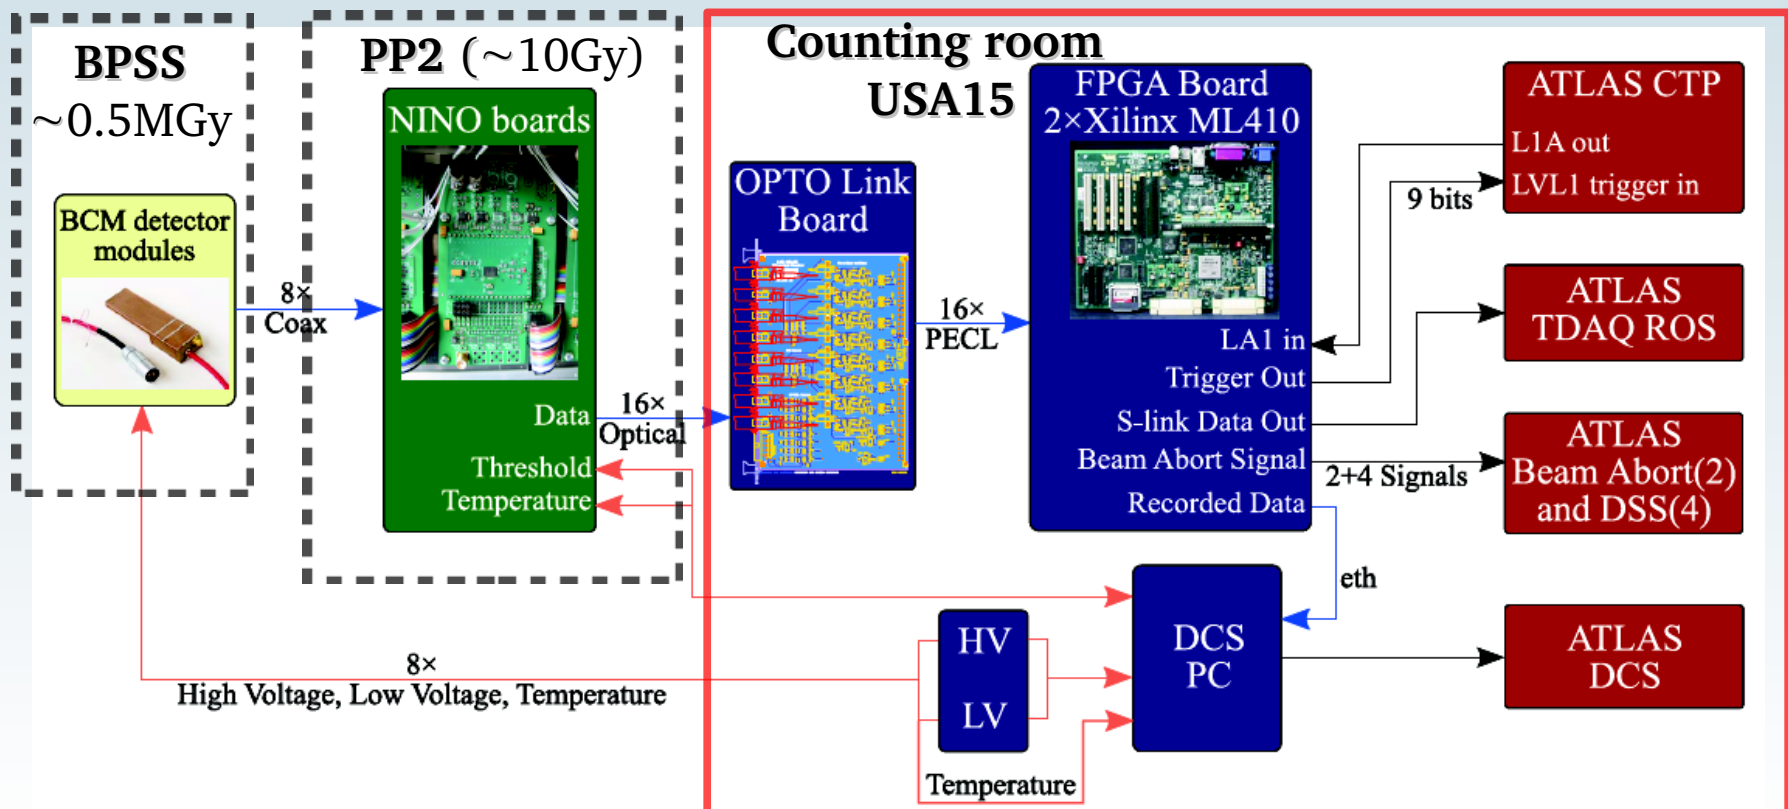 BPSS
~0.5MGy
BCM detector
modules
8×
Coax
PP2 (~10Gy)
NINO boards
Data
Threshold
Temperature
16×
Optical
Counting room
USA15
OPTO Link
Board
16×
PECL
FPGA Board
2×Xilinx ML410
LA1 in
Trigger Out
S-link Data Out
Beam Abort Signal
Recorded Data
9 bits
2+4 Signals
eth
ATLAS CTP
L1A out
LVL1 trigger in
ATLAS
TDAQ ROS
ATLAS
Beam Abort(2)
and DSS(4)
ATLAS
DCS
DCS
PC
HV
LV
Temperature
8×
High Voltage, Low Voltage, Temperature